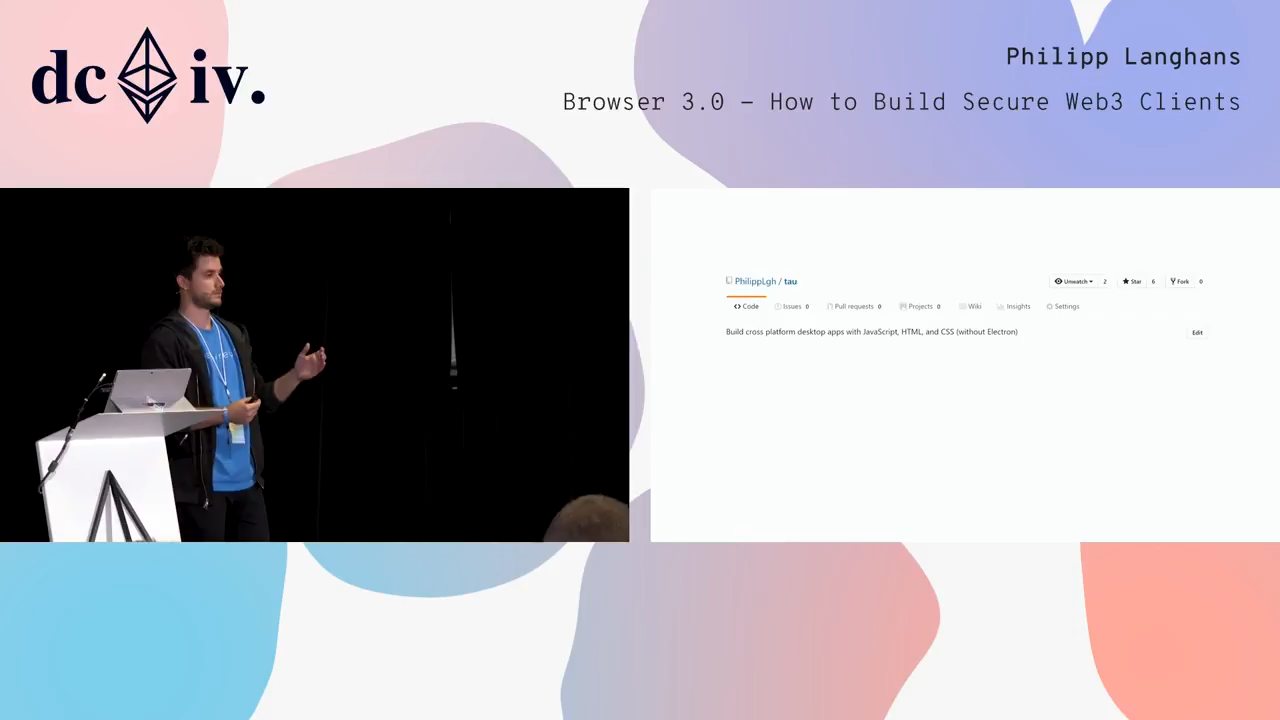 dc iv.
Philipp Langhans
Browser 3.0 – How to Build Secure Web3 Clients
PhilippLgh / tau
Unwatch 2 Star 6 Fork 0
Code Issues 0 Pull requests 0 Projects 0 Wiki Insights Settings
Build cross platform desktop apps with JavaScript, HTML, and CSS (without Electron)
Edit